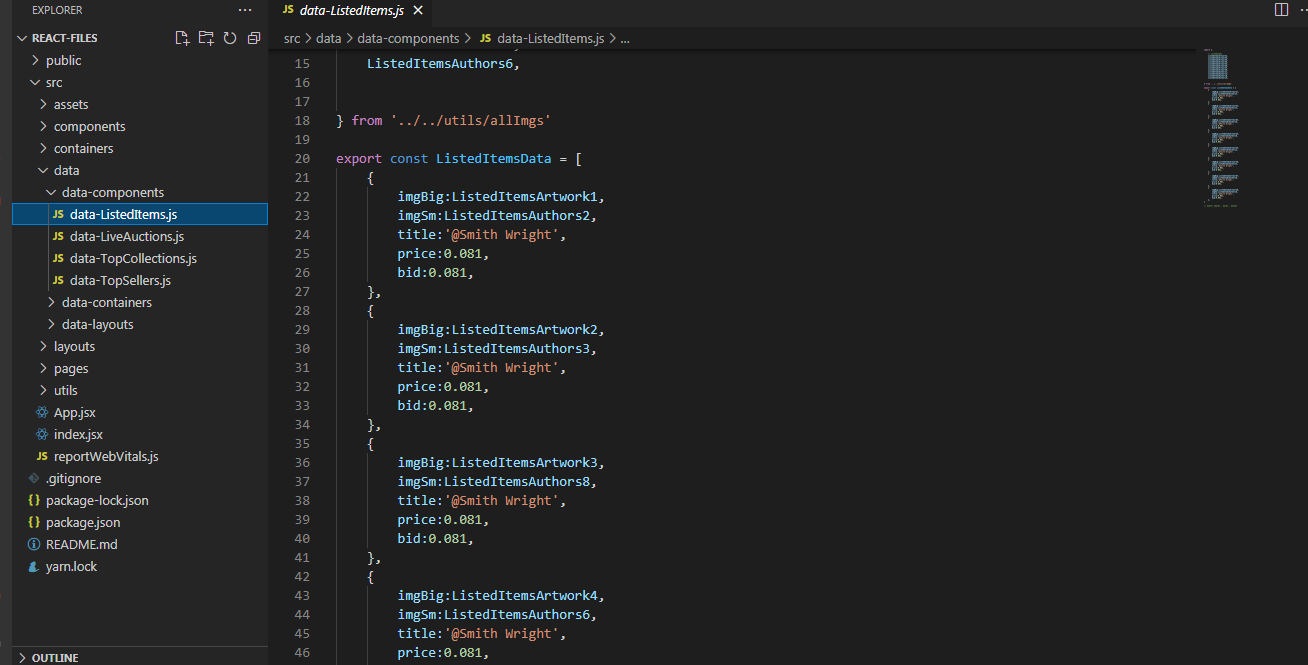 EXPLORER
REACT-FILES
public
src
assets
components
containers
data
data-components
JS data-ListedItems.js
JS data-LiveAuctions.js
JS data-TopCollections.js
JS data-TopSellers.js
data-containers
data-layouts
layouts
pages
utils
App.jsx
index.jsx
JS reportWebVitals.js
.gitignore
{} package-lock.json
{} package.json
README.md
yarn.lock
OUTLINE
JS data-ListedItems.js
src > data > data-components > JS data-ListedItems.js > ...
15 ListedItemsAuthors6,
16
17
18 } from '../../utils/allImgs'
19
20 export const ListedItemsData = [
21 {
22 imgBig:ListedItemsArtwork1,
23 imgSm:ListedItemsAuthors2,
24 title:'@Smith Wright',
25 price:0.081,
26 bid:0.081,
27 },
28 {
29 imgBig:ListedItemsArtwork2,
30 imgSm:ListedItemsAuthors3,
31 title:'@Smith Wright',
32 price:0.081,
33 bid:0.081,
34 },
35 {
36 imgBig:ListedItemsArtwork3,
37 imgSm:ListedItemsAuthors8,
38 title:'@Smith Wright',
39 price:0.081,
40 bid:0.081,
41 },
42 {
43 imgBig:ListedItemsArtwork4,
44 imgSm:ListedItemsAuthors6,
45 title:'@Smith Wright',
46 price:0.081,